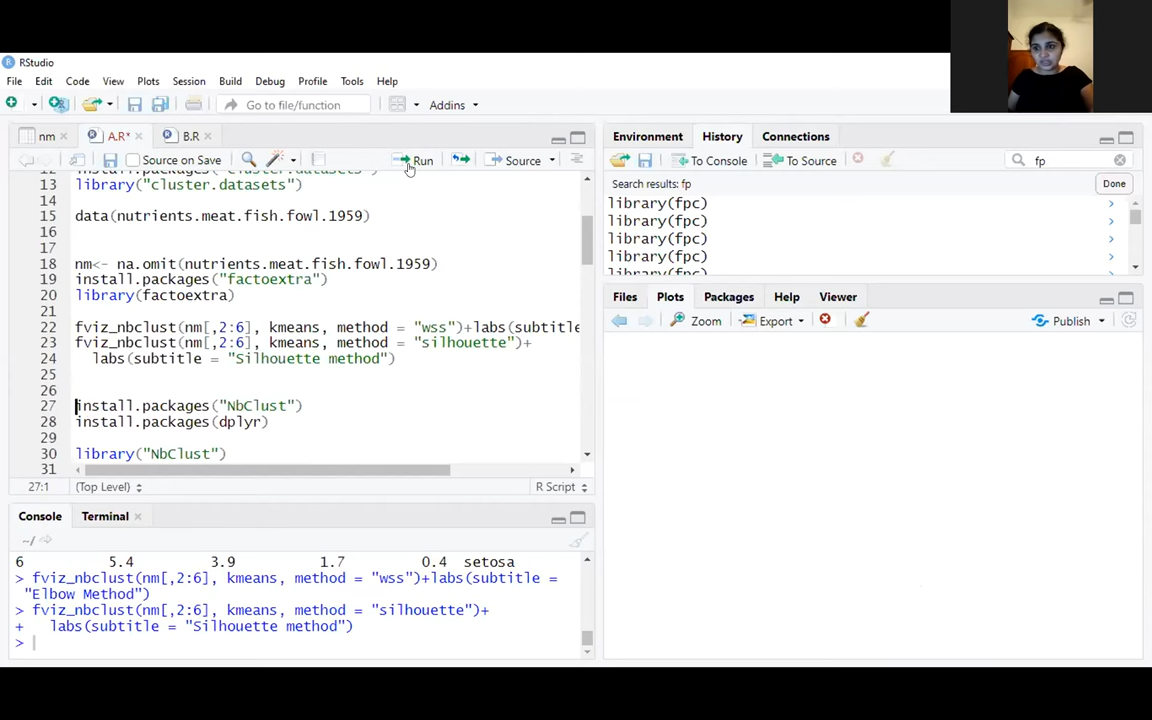 RStudio
File Edit Code View Plots Session Build Debug Profile Tools Help
Go to file/function Addins
nm A.R* B.R
Source on Save Run Source
12 install.packages("cluster.datasets")
13 library("cluster.datasets")
14
15 data(nutrients.meat.fish.fowl.1959)
16
17
18 nm<- na.omit(nutrients.meat.fish.fowl.1959)
19 install.packages("factoextra")
20 library(factoextra)
21
22 fviz_nbclust(nm[,2:6], kmeans, method = "wss")+labs(subtitle
23 fviz_nbclust(nm[,2:6], kmeans, method = "silhouette")+
24 labs(subtitle = "Silhouette method")
25
26
27 install.packages("NbClust")
28 install.packages(dplyr)
29
30 library("NbClust")
31
27:1 (Top Level) R Script
Console Terminal
~/
6 5.4 3.9 1.7 0.4 setosa
> fviz_nbclust(nm[,2:6], kmeans, method = "wss")+labs(subtitle =
"Elbow Method")
> fviz_nbclust(nm[,2:6], kmeans, method = "silhouette")+
+ labs(subtitle = "Silhouette method")
>
Environment History Connections
To Console To Source fp
Search results: fp Done
library(fpc)
library(fpc)
library(fpc)
library(fpc)
library(fpc)
Files Plots Packages Help Viewer
Zoom Export Publish